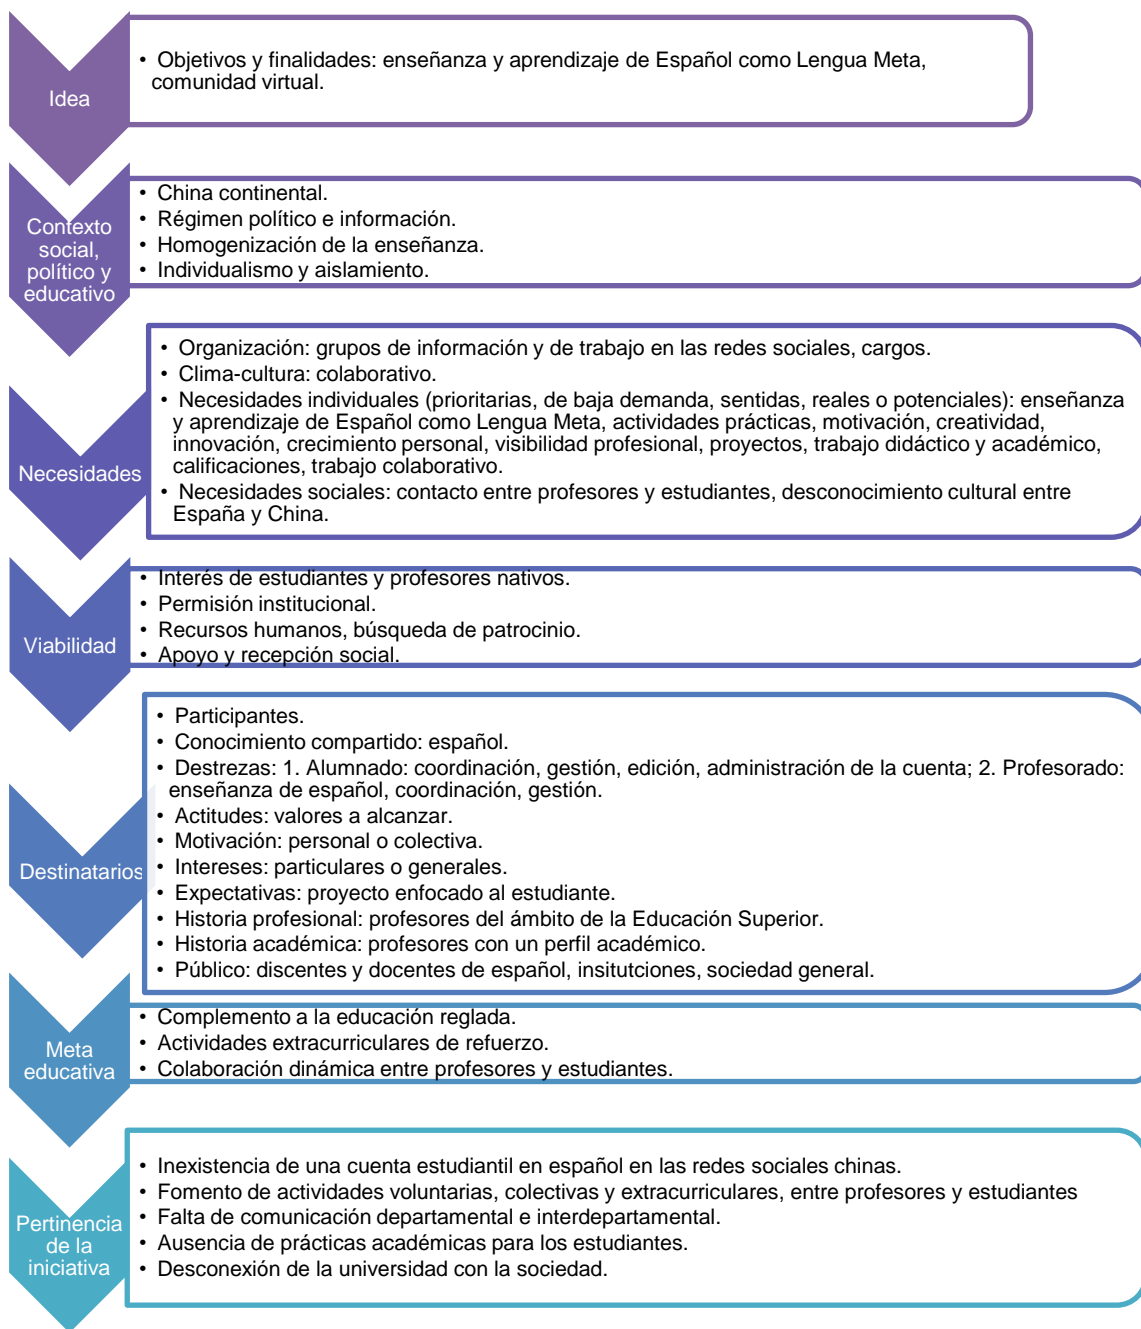 Idea
• Objetivos y finalidades: enseñanza y aprendizaje de Español como Lengua Meta,
comunidad virtual.
Contexto
social,
político y
educativo
• China continental.
• Régimen político e información.
• Homogenización de la enseñanza.
• Individualismo y aislamiento.
Necesidades
• Organización: grupos de información y de trabajo en las redes sociales, cargos.
• Clima-cultura: colaborativo.
• Necesidades individuales (prioritarias, de baja demanda, sentidas, reales o potenciales): enseñanza
y aprendizaje de Español como Lengua Meta, actividades prácticas, motivación, creatividad,
innovación, crecimiento personal, visibilidad profesional, proyectos, trabajo didáctico y académico,
calificaciones, trabajo colaborativo.
• Necesidades sociales: contacto entre profesores y estudiantes, desconocimiento cultural entre
España y China.
Viabilidad
• Interés de estudiantes y profesores nativos.
• Permisión institucional.
• Recursos humanos, búsqueda de patrocinio.
• Apoyo y recepción social.
Destinatarios
• Participantes.
• Conocimiento compartido: español.
• Destrezas: 1. Alumnado: coordinación, gestión, edición, administración de la cuenta; 2. Profesorado:
enseñanza de español, coordinación, gestión.
• Actitudes: valores a alcanzar.
• Motivación: personal o colectiva.
• Intereses: particulares o generales.
• Expectativas: proyecto enfocado al estudiante.
• Historia profesional: profesores del ámbito de la Educación Superior.
• Historia académica: profesores con un perfil académico.
• Público: discentes y docentes de español, insitutciones, sociedad general.
Meta
educativa
• Complemento a la educación reglada.
• Actividades extracurriculares de refuerzo.
• Colaboración dinámica entre profesores y estudiantes.
Pertinencia
de la
iniciativa
• Inexistencia de una cuenta estudiantil en español en las redes sociales chinas.
• Fomento de actividades voluntarias, colectivas y extracurriculares, entre profesores y estudiantes
• Falta de comunicación departamental e interdepartamental.
• Ausencia de prácticas académicas para los estudiantes.
• Desconexión de la universidad con la sociedad.